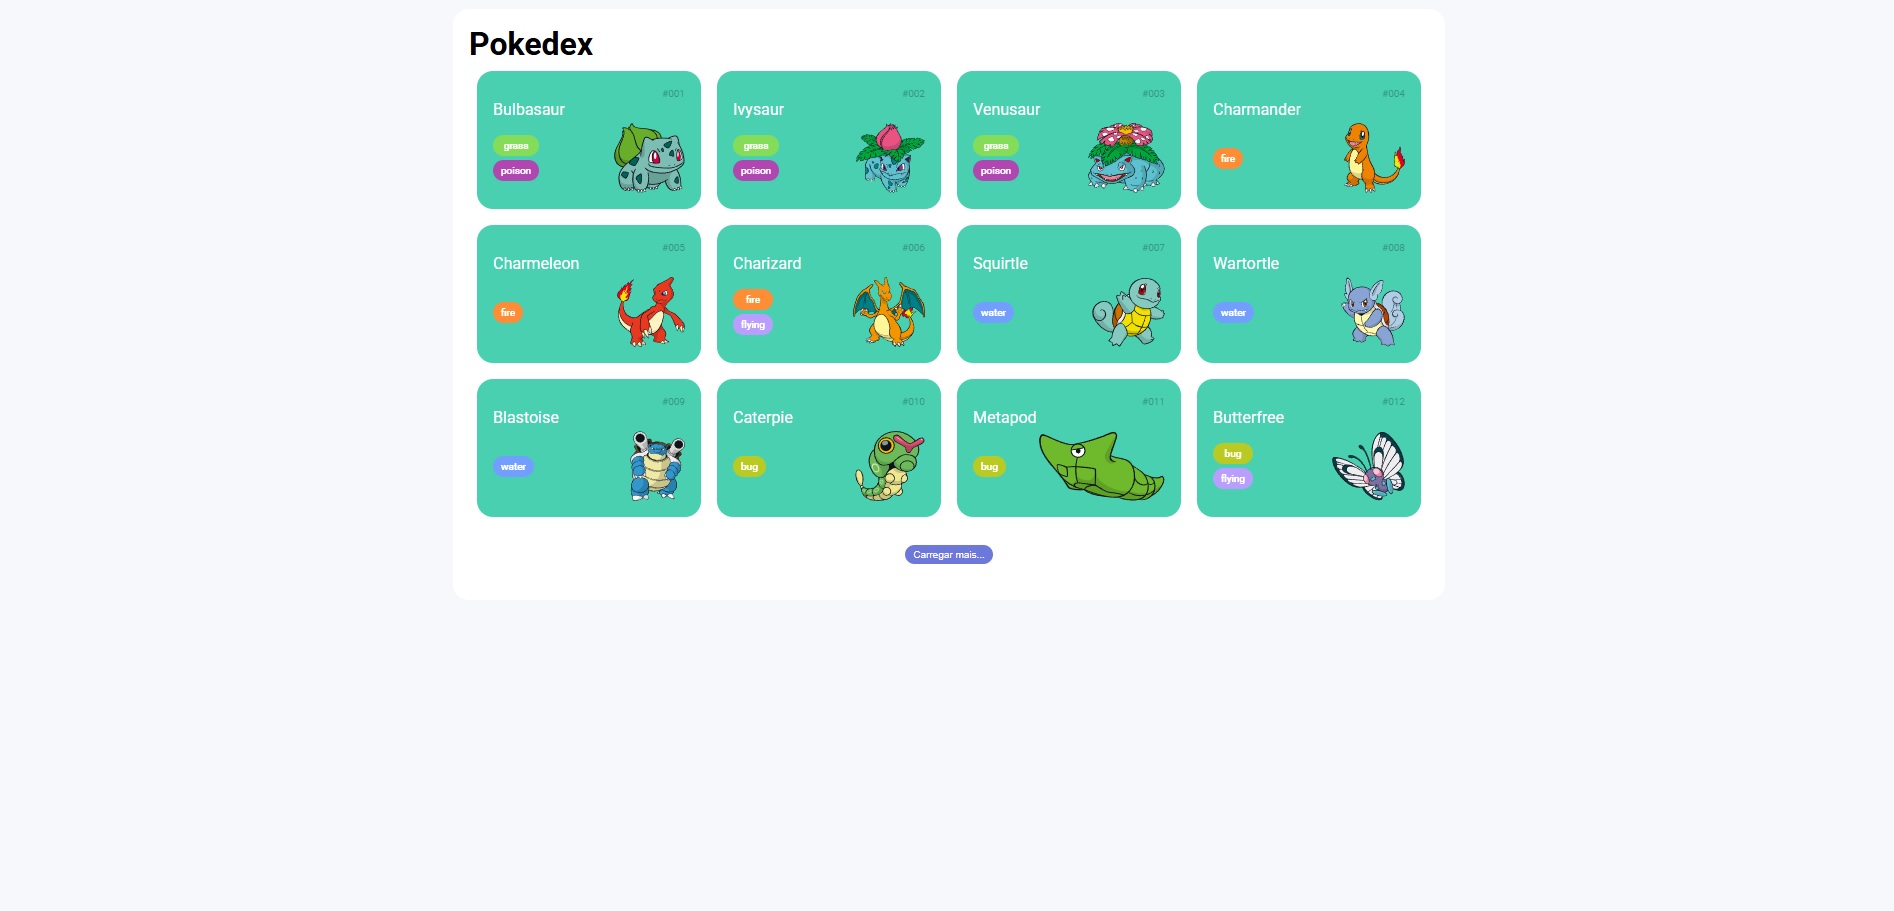 Pokedex
#001
Bulbasaur
grass
poison
#002
Ivysaur
grass
poison
#003
Venusaur
grass
poison
#004
Charmander
fire
#005
Charmeleon
fire
#006
Charizard
fire
flying
#007
Squirtle
water
#008
Wartortle
water
#009
Blastoise
water
#010
Caterpie
bug
#011
Metapod
bug
#012
Butterfree
bug
flying
Carregar mais...